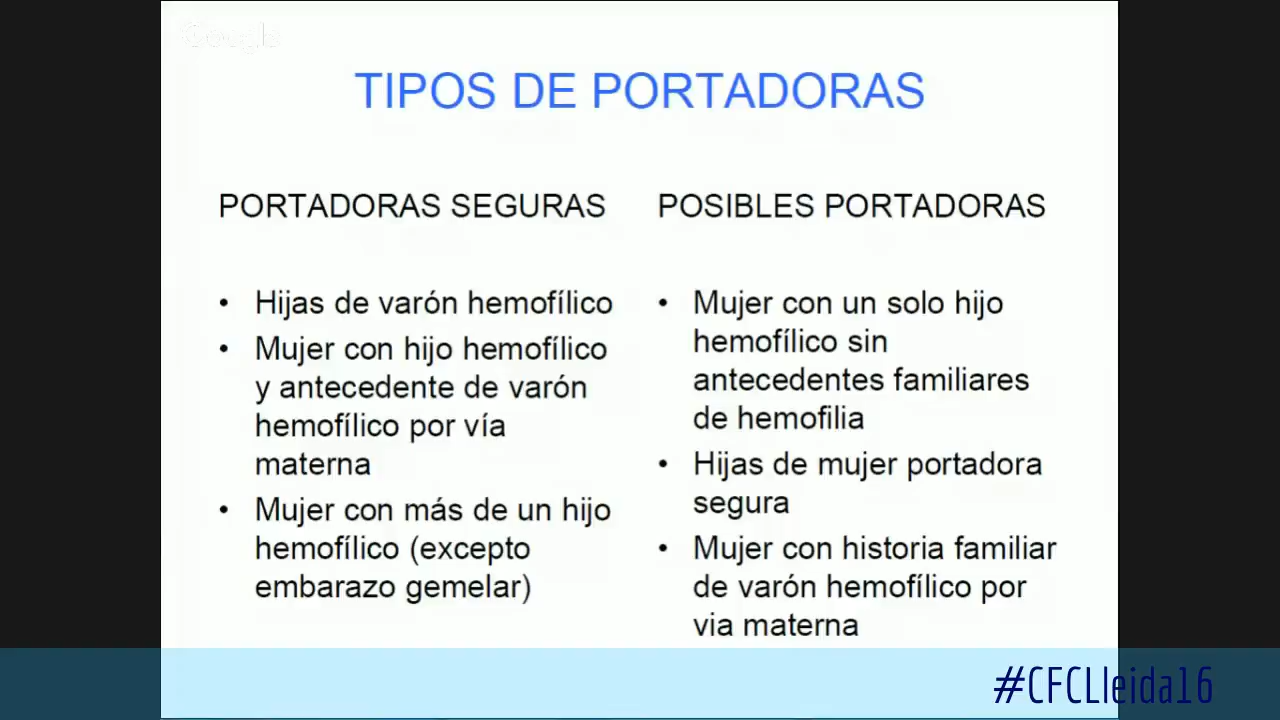 Google
TIPOS DE PORTADORAS
PORTADORAS SEGURAS
• Hijas de varón hemofílico
• Mujer con hijo hemofílico
y antecedente de varón
hemofílico por vía
materna
• Mujer con más de un hijo
hemofílico (excepto
embarazo gemelar)
POSIBLES PORTADORAS
• Mujer con un solo hijo
hemofílico sin
antecedentes familiares
de hemofilia
• Hijas de mujer portadora
segura
• Mujer con historia familiar
de varón hemofílico por
via materna
#CFCLleida16